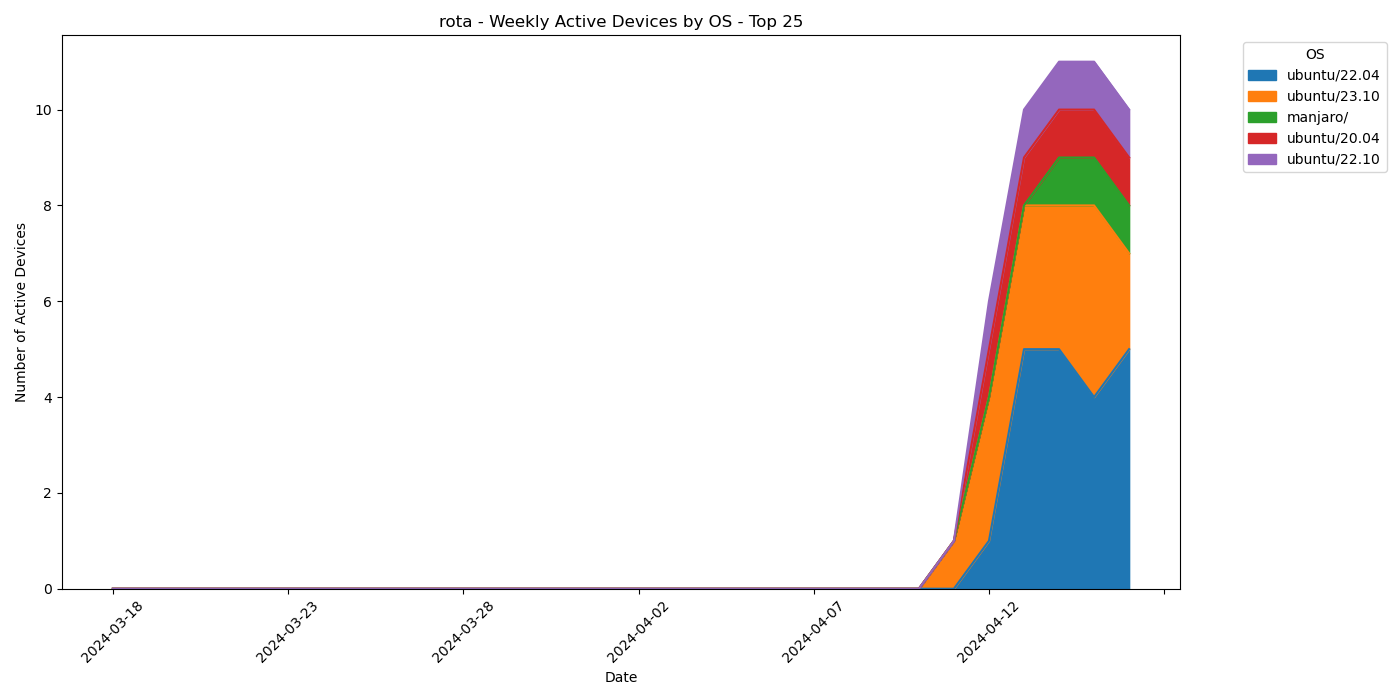 rota - Weekly Active Devices by OS - Top 25
Number of Active Devices
10
8
6
4
2
0
2024-03-18
2024-03-23
2024-03-28
2024-04-02
2024-04-07
2024-04-12
Date
OS
ubuntu/22.04
ubuntu/23.10
manjaro/
ubuntu/20.04
ubuntu/22.10